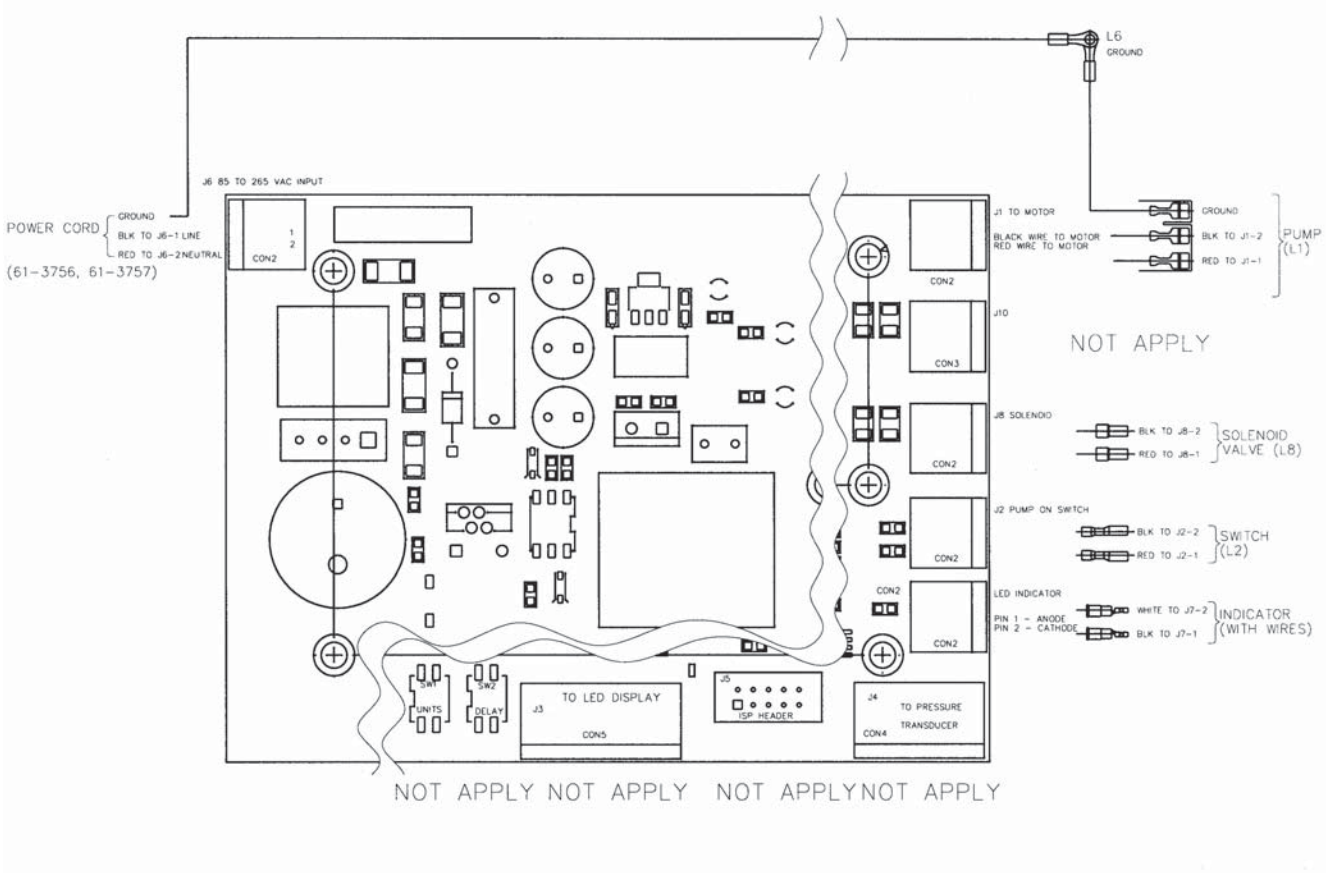 L6
GROUND
J6 85 TO 265 VAC INPUT
POWER CORD
GROUND
BLK TO J6-1 LINE
RED TO J6-2 NEUTRAL
(61-3756, 61-3757)
1
2
CON2
J1 TO MOTOR
BLACK WIRE TO MOTOR
RED WIRE TO MOTOR
CON2
GROUND
BLK TO J1-2
RED TO J1-1
PUMP
(L1)
J10
CON3
NOT APPLY
J8 SOLENOID
CON2
BLK TO J8-2
RED TO J8-1
SOLENOID
VALVE (L8)
J2 PUMP ON SWITCH
CON2
BLK TO J2-2
RED TO J2-1
SWITCH
(L2)
CON2
LED INDICATOR
PIN 1 - ANODE
PIN 2 - CATHODE
CON2
WHITE TO J7-2
BLK TO J7-1
INDICATOR
(WITH WIRES)
SW1
UNITS
SW2
DELAY
TO LED DISPLAY
J3
CON5
J5
ISP HEADER
J4
TO PRESSURE
TRANSDUCER
CON4
NOT APPLY NOT APPLY NOT APPLY NOT APPLY